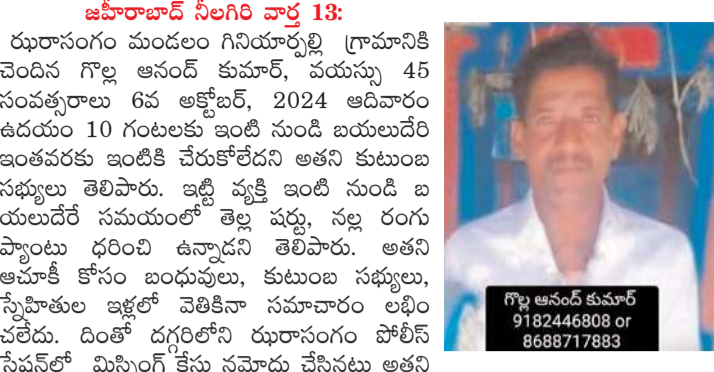 జహీరాబాద్ నీలగిరి వార్త 13:
ఝరాసంగం మండలం గినియార్పల్లి గ్రామానికి
చెందిన గొల్ల ఆనంద్ కుమార్, వయస్సు 45
సంవత్సరాలు 6వ అక్టోబర్, 2024 ఆదివారం
ఉదయం 10 గంటలకు ఇంటి నుండి బయలుదేరి
ఇంతవరకు ఇంటికి చేరుకోలేదని అతని కుటుంబ
సభ్యులు తెలిపారు. ఇట్టి వ్యక్తి ఇంటి నుండి బ
యలుదేరే సమయంలో తెల్ల షర్టు, నల్ల రంగు
ప్యాంటు ధరించి ఉన్నాడని తెలిపారు. అతని
ఆచూకీ కోసం బంధువులు, కుటుంబ సభ్యులు,
స్నేహితుల ఇళ్లలో వెతికినా సమాచారం లభిం
చలేదు. దింతో దగ్గరిలోని ఝరాసంగం పోలీస్
స్టేషన్‌లో మిస్సింగ్ కేసు నమోదు చేసినట్లు అతని
గొల్ల ఆనంద్ కుమార్
9182446808 or
8688717883